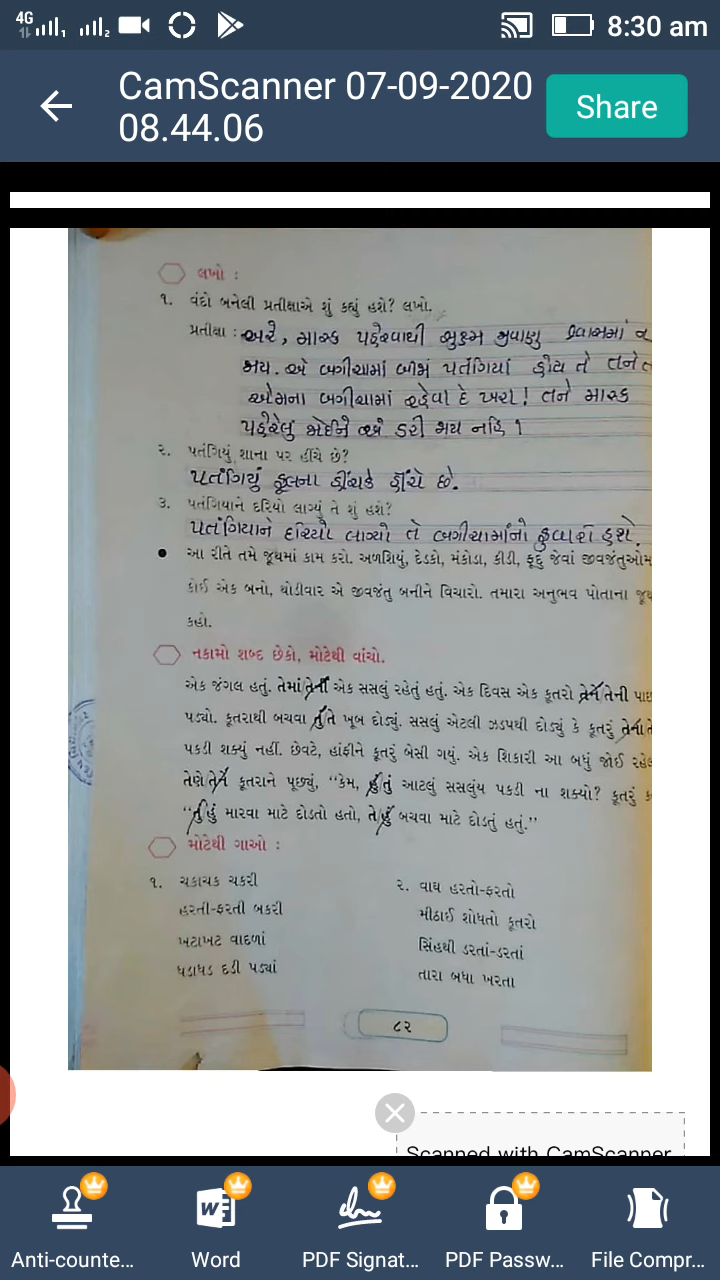 4G
8:30 am
CamScanner 07-09-2020
08.44.06
Share
લખો :
૧. વંદો બનેલી પ્રતીક્ષાએ શું કહ્યું હશે? લખો.
પ્રતીક્ષા : અરે, માસ્ક પહેરવાથી સુક્ષ્મ જીવાણુ શ્વાસમાં ન
જાય. એ બગીચામાં બીજાં પતંગિયાં હોય તે તને
બગીચામાં રહેવા દે ખરા! તને માસ્ક
પહેરેલું જોઈને એ ડરી જાય નહિ ?
૨. પતંગિયું શાના પર હીંચે છે?
પતંગિયું ફૂલના હીંચકે હીંચે છે.
૩. પતંગિયાને દરિયો લાગ્યું તે શું હશે?
પતંગિયાને દરિયો લાગ્યો તે બગીચામાંનો ફુવારો હશે.
• આ રીતે તમે જૂથમાં કામ કરો. અળશિયું, દેડકો, મંકોડા, કીડી, ફૂદુ જેવાં જીવજંતુઓમ
કોઈ એક બનો, થોડીવાર એ જીવજંતુ બનીને વિચારો. તમારા અનુભવ પોતાના જૂથ
કહો.
નકામો શબ્દ છેકો, મોટેથી વાંચો.
એક જંગલ હતું. તેમાં તેની એક સસલું રહેતું હતું. એક દિવસ એક કૂતરો તેને તેની પાછ
પડ્યો. કૂતરાથી બચવા તું તે ખૂબ દોડ્યું. સસલું એટલી ઝડપથી દોડ્યું કે કૂતરું તેના તે
પકડી શક્યું નહીં. છેવટે, હાંફીને કૂતરું બેસી ગયું. એક શિકારી આ બધું જોઈ રહે
તેણે તેને કૂતરાને પૂછ્યું, “કેમ, હું તું આટલું સસલુંય પકડી ના શક્યો? કૂતરું ક
“તું હું મારવા માટે દોડતો હતો, તે હું બચવા માટે દોડતું હતું.”
મોટેથી ગાઓ :
૧. ચકાચક ચકરી
હરતી-ફરતી બકરી
ખટાખટ વાદળાં
ધડાધડ દડી પડ્યાં
૨. વાઘ હરતો-ફરતો
મીઠાઈ શોધતો કૂતરો
સિંહથી ડરતાં-ડરતાં
તારા બધા ખરતા
૮૨
Scanned with CamScanner
Anti-counte...
Word
PDF Signat...
PDF Passw...
File Compr...